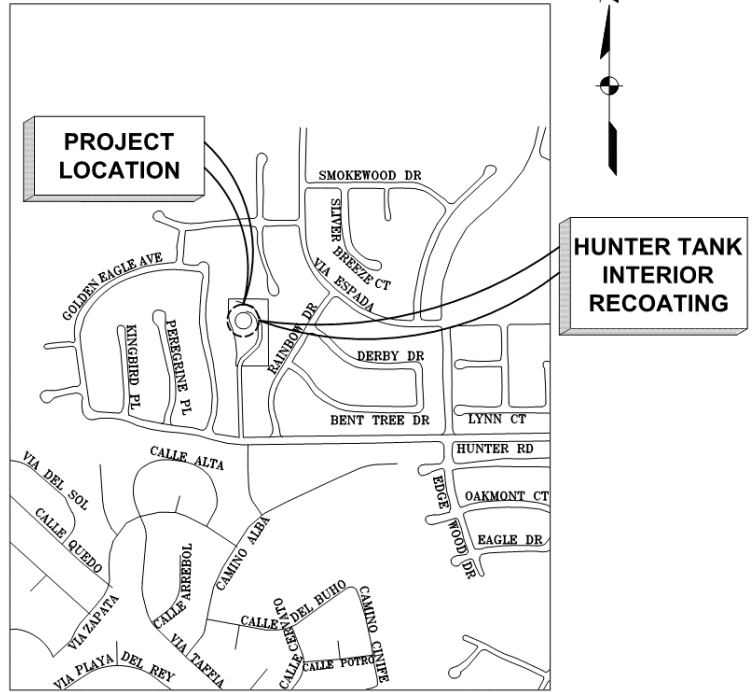 PROJECT
LOCATION
SMOKEWOOD DR
SLIVER BREEZE CT
HUNTER TANK
INTERIOR
RECOATING
GOLDEN EAGLE AVE
VIA ESPADA
RAINBOW DR
KINGBIRD PL
PEREGRINE PL
DERBY DR
BENT TREE DR
LYNN CT
HUNTER RD
CALLE ALTA
VIA DEL SOL
EDGE WOOD DR
OAKMONT CT
CALLE QUEDO
EAGLE DR
CAMINO ALBA
CALLE ARREBOL
VIA ZAPATA
CALLE DEL BUHO
CAMINO CINIFE
CALLE CERVATO
VIA TAFFIA
CALLE POTRO
VIA PLAYA DEL REY